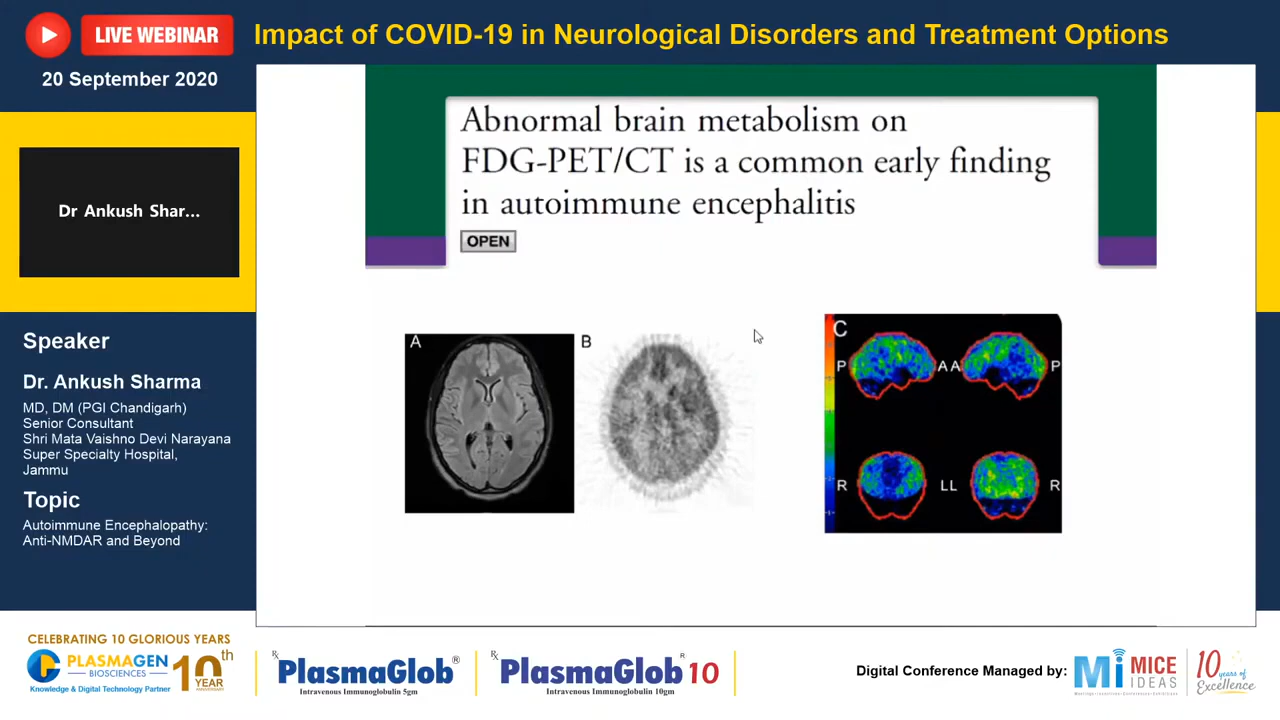 LIVE WEBINAR
20 September 2020
Impact of COVID-19 in Neurological Disorders and Treatment Options
Dr Ankush Shar...
Speaker
Dr. Ankush Sharma
MD, DM (PGI Chandigarh)
Senior Consultant
Shri Mata Vaishno Devi Narayana
Super Specialty Hospital,
Jammu
Topic
Autoimmune Encephalopathy:
Anti-NMDAR and Beyond
Abnormal brain metabolism on
FDG-PET/CT is a common early finding
in autoimmune encephalitis
OPEN
A
B
C
P A A P
R L L R
CELEBRATING 10 GLORIOUS YEARS
PLASMAGEN
BIOSCIENCES
Knowledge & Digital Technology Partner
10th
YEAR
Rx
PlasmaGlob®
Intravenous Immunoglobulin 5gm
Rx
PlasmaGlob 10
Intravenous Immunoglobulin 10gm
Digital Conference Managed by:
Mi MICE
IDEAS
10 years of
Excellence